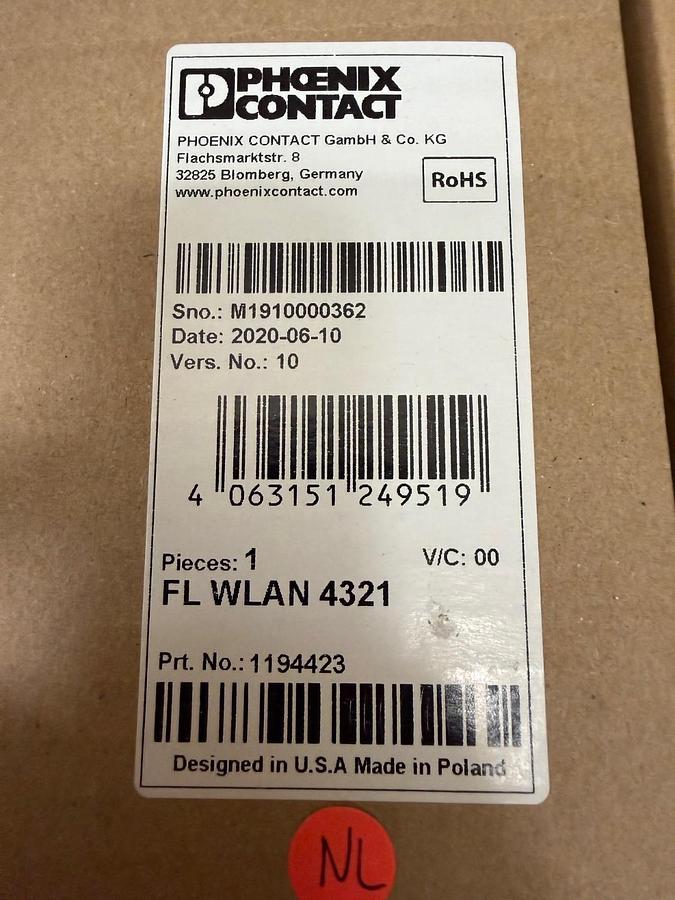 PHŒNIX
CONTACT
PHOENIX CONTACT GmbH & Co. KG
Flachsmarktstr. 8
32825 Blomberg, Germany
www.phoenixcontact.com
RoHS
Sno.: M1910000362
Date: 2020-06-10
Vers. No.: 10
4 063151 249519
Pieces: 1 V/C: 00
FL WLAN 4321
Prt. No.: 1194423
Designed in U.S.A Made in Poland
NL